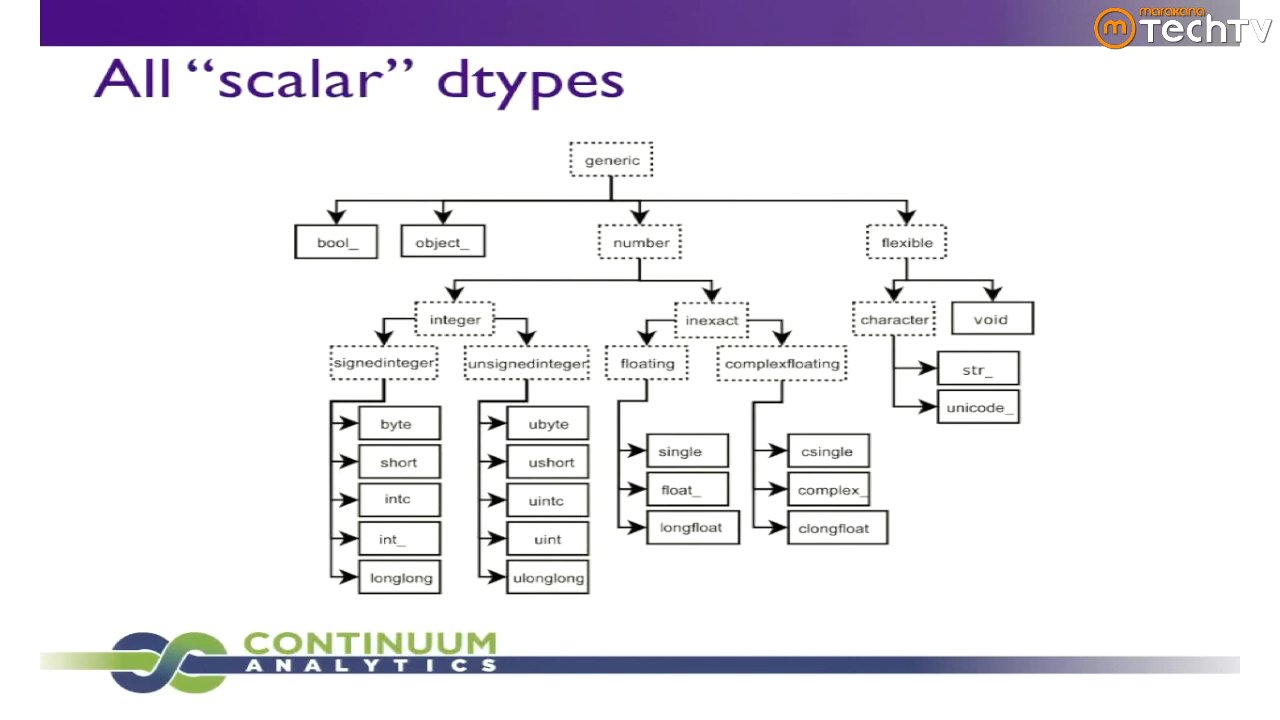 marakana
TechTV
All “scalar” dtypes
generic
bool_
object_
number
flexible
integer
inexact
character
void
signedinteger
unsignedinteger
floating
complexfloating
str_
unicode_
byte
ubyte
single
csingle
short
ushort
float_
complex_
intc
uintc
longfloat
clongfloat
int_
uint
longlong
ulonglong
CONTINUUM
ANALYTICS